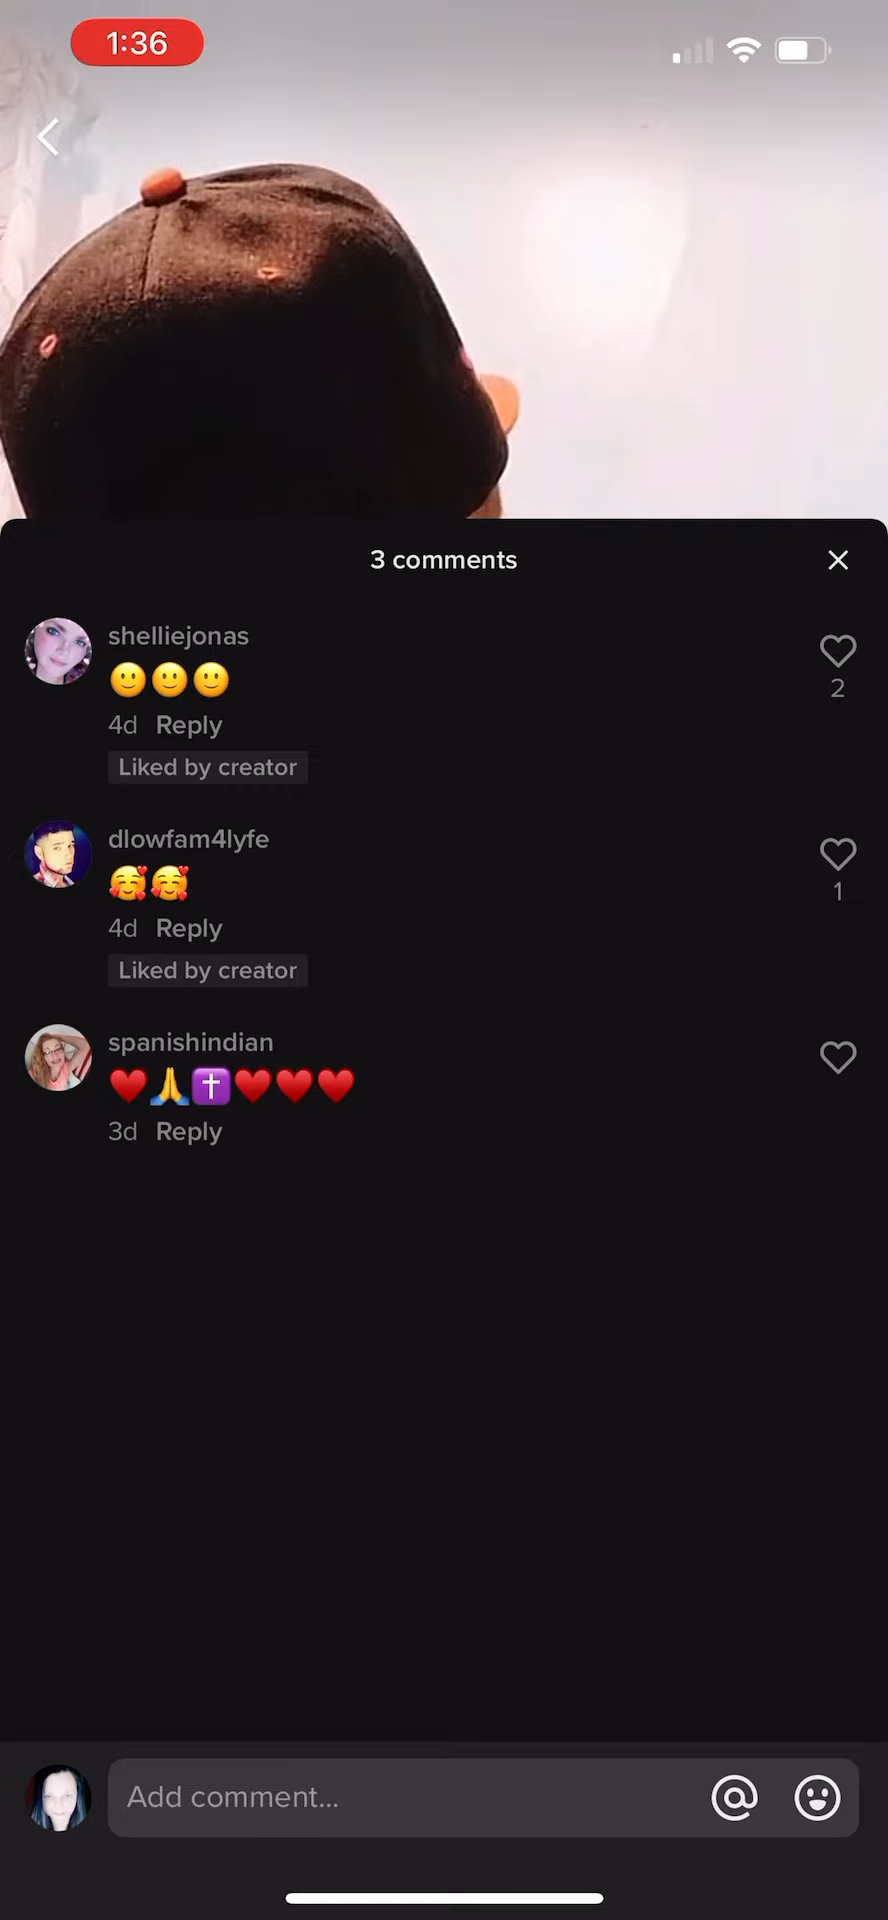 1:36
3 comments
shelliejonas
🙂🙂🙂
2
4d Reply
Liked by creator
dlowfam4lyfe
🥰🥰
1
4d Reply
Liked by creator
spanishindian
❤️🙏✝️❤️❤️❤️
3d Reply
Add comment...